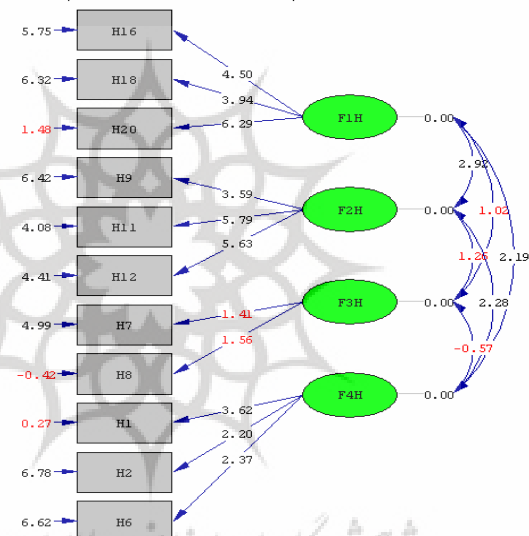 5.75 H16
4.50
6.32 H18
3.94
1.48 H20
6.29 F1H 0.00
6.42 H9
2.92
3.59
4.08 H11
5.79 F2H 0.00 1.02
4.41 H12
5.63
1.26 2.19
4.99 H7
1.41 F3H 0.00 2.28
-0.42 H8
1.56
-0.57
0.27 H1
3.62 F4H 0.00
6.78 H2
2.20
2.37
6.62 H6